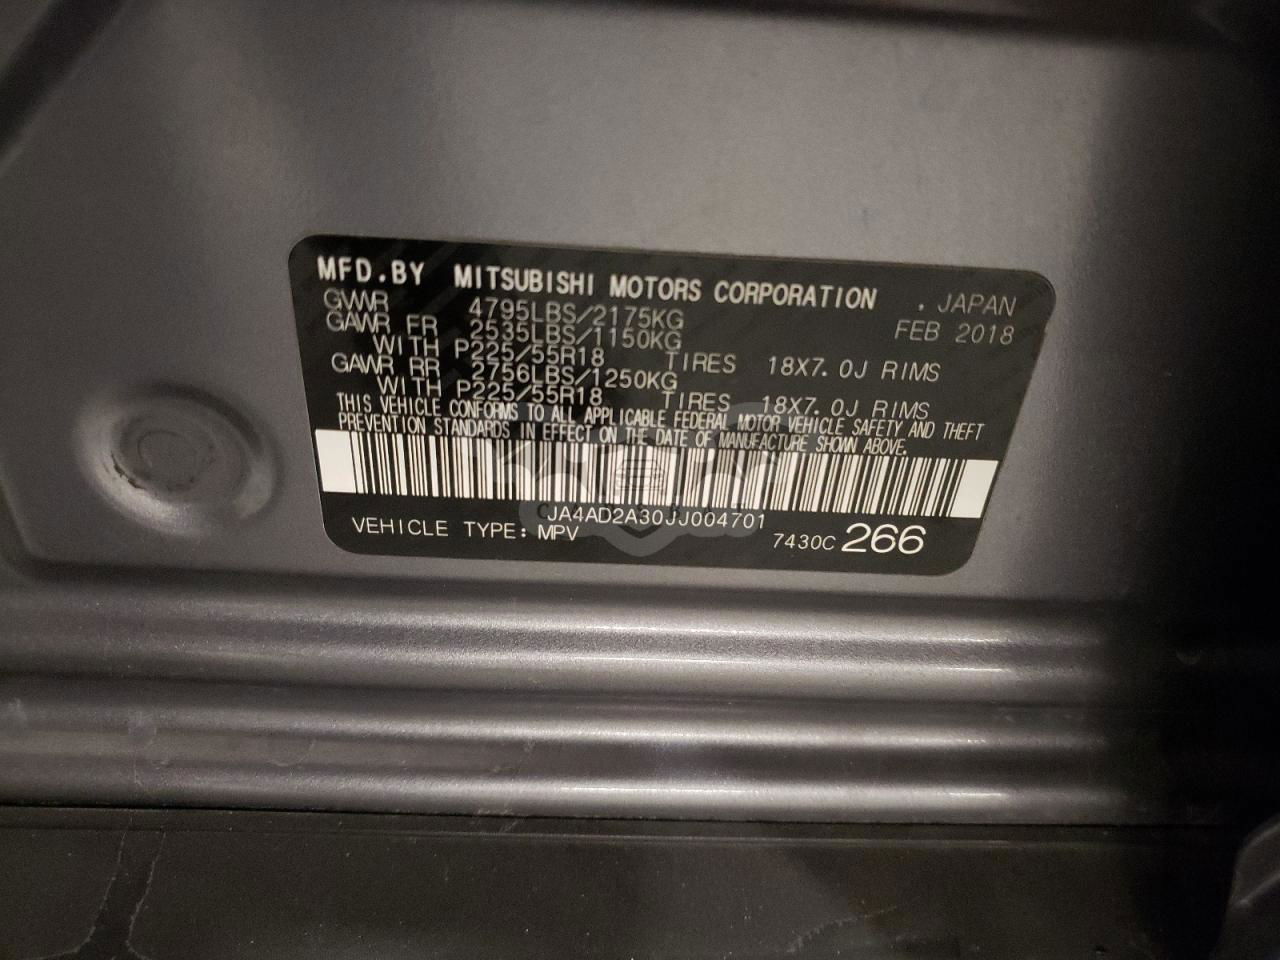 MFD.BY MITSUBISHI MOTORS CORPORATION . JAPAN
GVWR 4795LBS/2175KG FEB 2018
GAWR FR 2535LBS/1150KG
WITH P225/55R18 TIRES 18X7.0J RIMS
GAWR RR 2756LBS/1250KG
WITH P225/55R18 TIRES 18X7.0J RIMS
THIS VEHICLE CONFORMS TO ALL APPLICABLE FEDERAL MOTOR VEHICLE SAFETY AND THEFT
PREVENTION STANDARDS IN EFFECT ON THE DATE OF MANUFACTURE SHOWN ABOVE.
JA4AD2A30JJ004701
VEHICLE TYPE: MPV 7430C 266